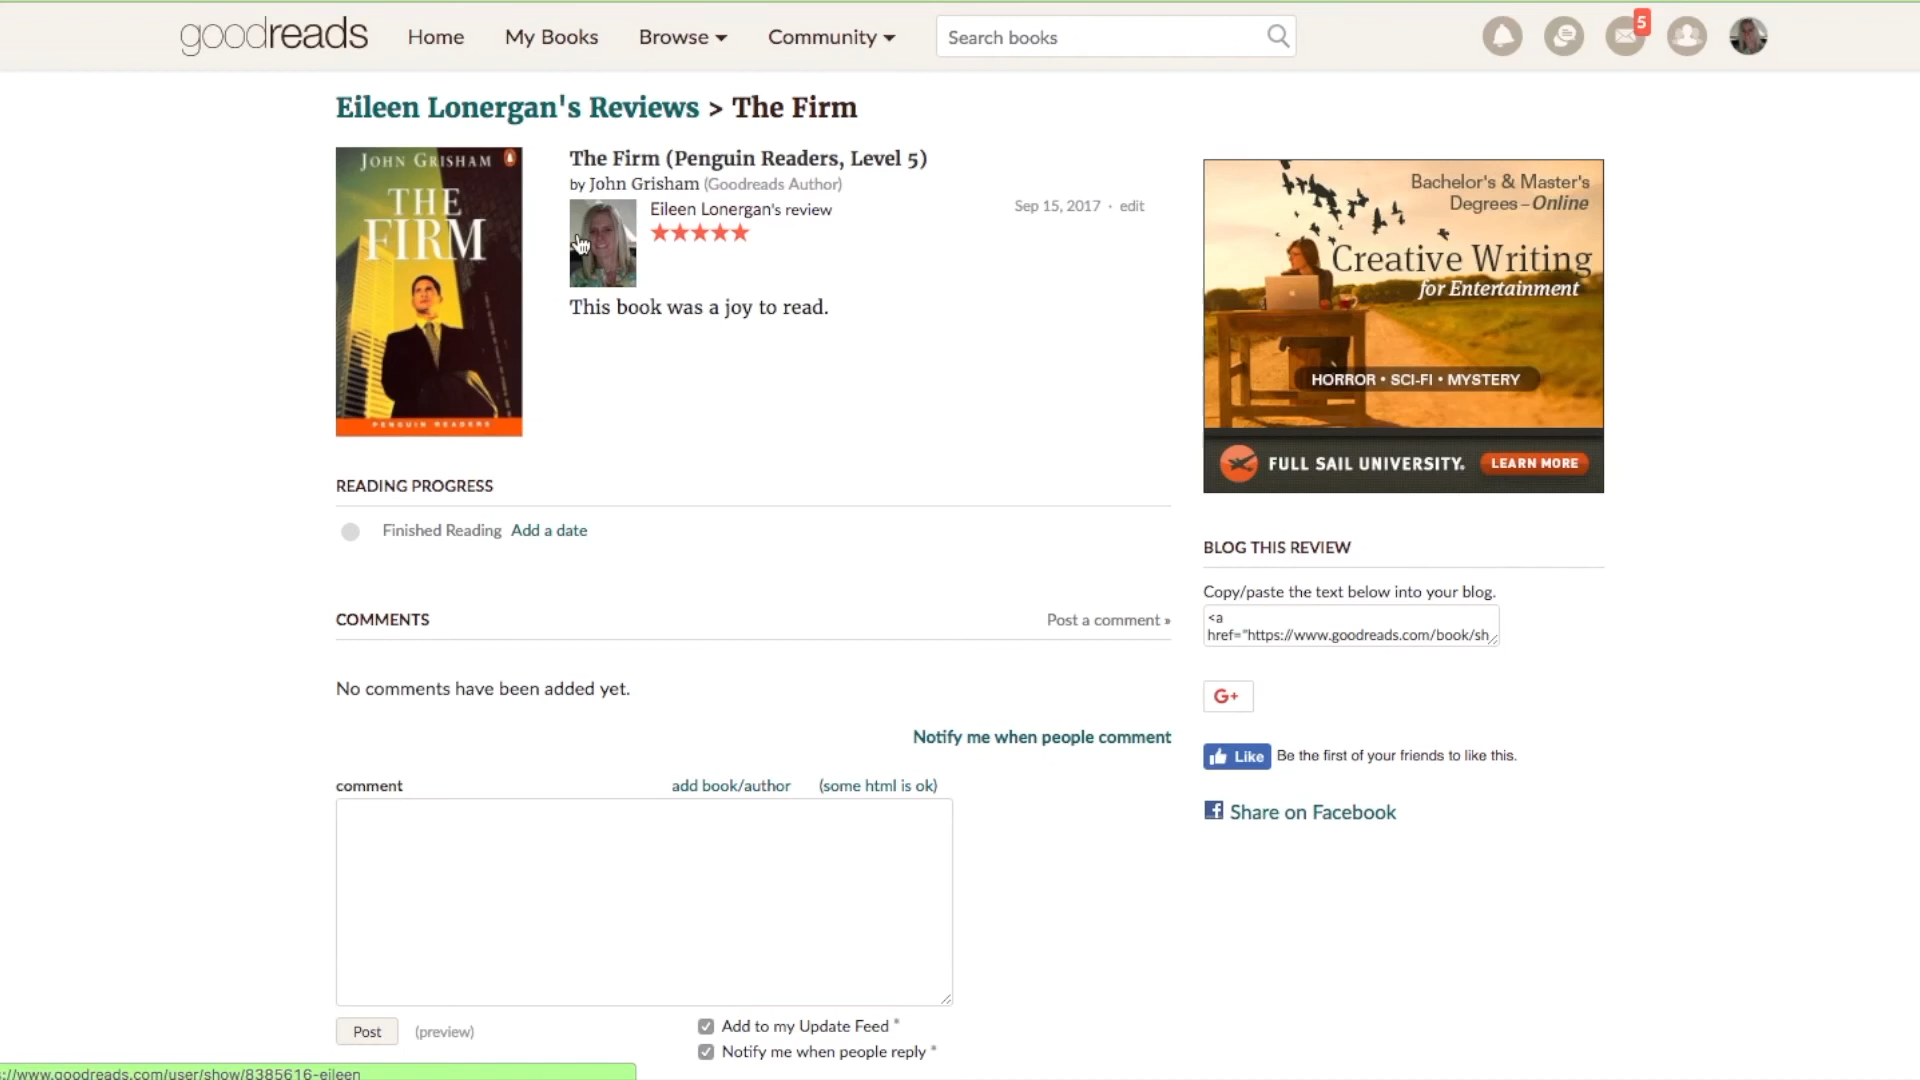 goodreads Home My Books Browse Community Search books 5
Eileen Lonergan's Reviews > The Firm
JOHN GRISHAM
THE
FIRM
PENGUIN READERS
The Firm (Penguin Readers, Level 5)
by John Grisham (Goodreads Author)
Eileen Lonergan's review
Sep 15, 2017 · edit
This book was a joy to read.
Bachelor's & Master's
Degrees – Online
Creative Writing
for Entertainment
HORROR • SCI-FI • MYSTERY
FULL SAIL UNIVERSITY. LEARN MORE
READING PROGRESS
Finished Reading Add a date
COMMENTS Post a comment »
No comments have been added yet.
Notify me when people comment
comment add book/author (some html is ok)
Post (preview)
Add to my Update Feed *
Notify me when people reply *
BLOG THIS REVIEW
Copy/paste the text below into your blog.
<a
href="https://www.goodreads.com/book/sh
G+
Like Be the first of your friends to like this.
Share on Facebook
s://www.goodreads.com/user/show/8385616-eileen